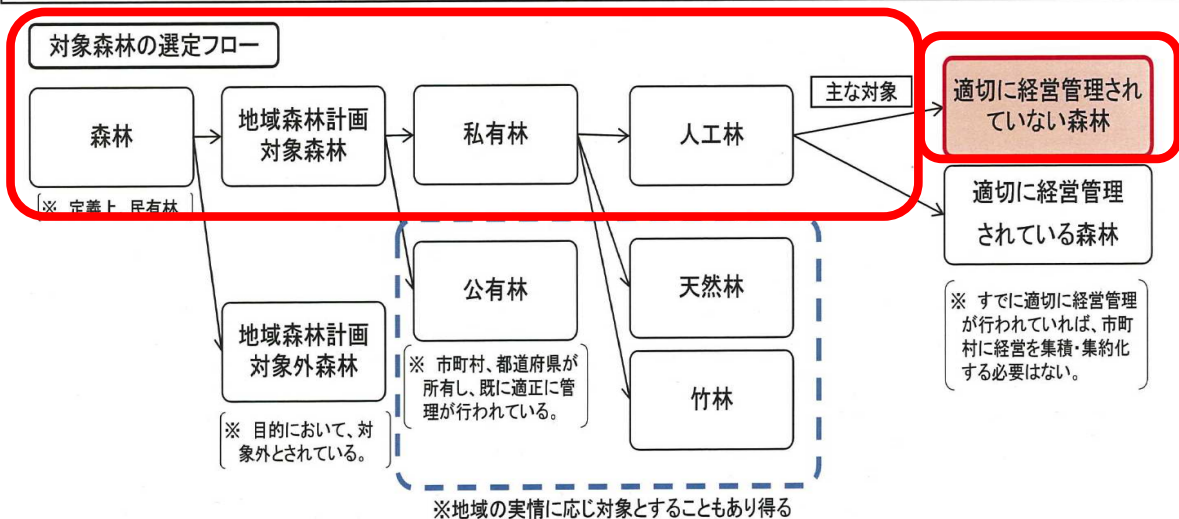 対象森林の選定フロー
森林
※ 定義上、民有林
地域森林計画
対象森林
私有林
人工林
主な対象
適切に経営管理され
ていない森林
適切に経営管理
されている森林
※ すでに適切に経営管理
が行われていれば、市町
村に経営を集積・集約化
する必要はない。
地域森林計画
対象外森林
※ 目的において、対
象外とされている。
公有林
※ 市町村、都道府県が
所有し、既に適正に管
理が行われている。
天然林
竹林
※地域の実情に応じ対象とすることもあり得る